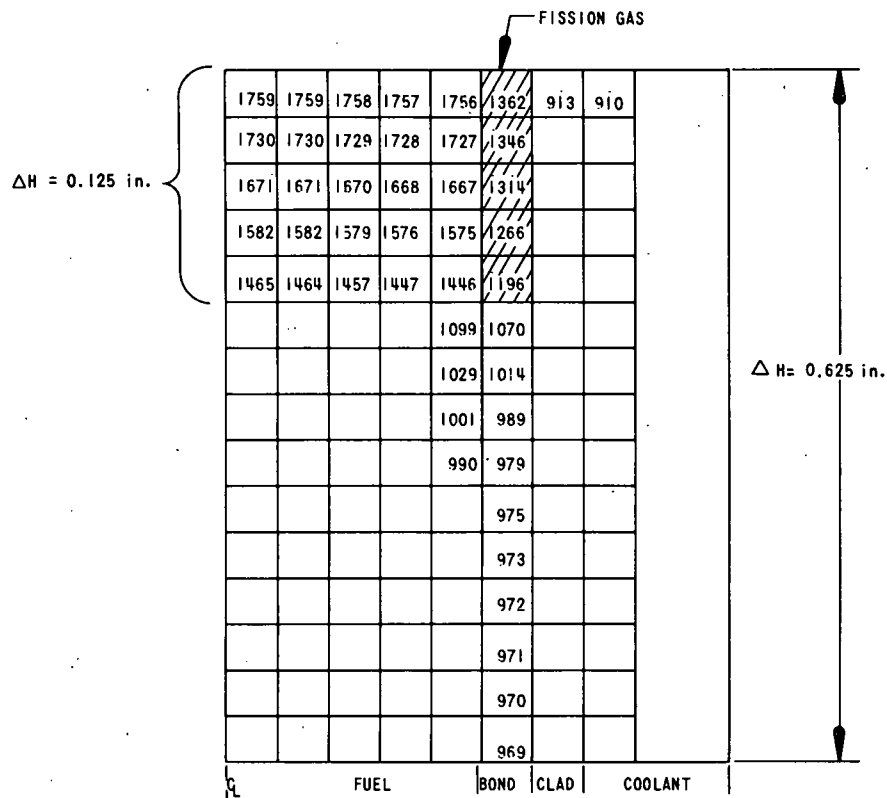 FISSION GAS
1759 1759 1758 1757 1756 1362 913 910
1730 1730 1729 1728 1727 1346
ΔH = 0.125 in.
1671 1671 1670 1668 1667 1314
1582 1582 1579 1576 1575 1266
1465 1464 1457 1447 1446 1196
1099 1070
1029 1014
ΔH= 0.625 in.
1001 989
990 979
975
973
972
971
970
969
℄ FUEL BOND CLAD COOLANT